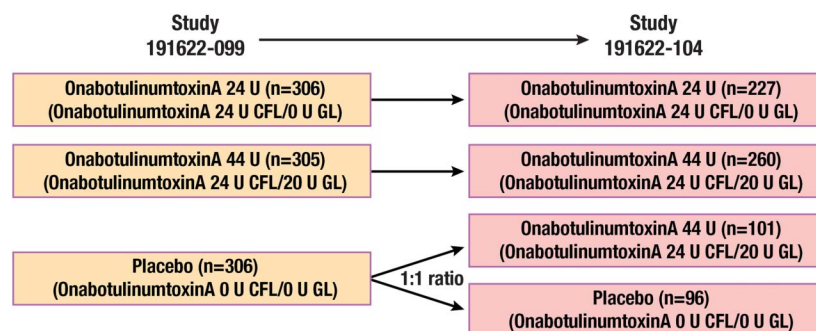 Study
191622-099
Study
191622-104
OnabotulinumtoxinA 24 U (n=306)
(OnabotulinumtoxinA 24 U CFL/0 U GL)
OnabotulinumtoxinA 24 U (n=227)
(OnabotulinumtoxinA 24 U CFL/0 U GL)
OnabotulinumtoxinA 44 U (n=305)
(OnabotulinumtoxinA 24 U CFL/20 U GL)
OnabotulinumtoxinA 44 U (n=260)
(OnabotulinumtoxinA 24 U CFL/20 U GL)
Placebo (n=306)
(OnabotulinumtoxinA 0 U CFL/0 U GL)
1:1 ratio
OnabotulinumtoxinA 44 U (n=101)
(OnabotulinumtoxinA 24 U CFL/20 U GL)
Placebo (n=96)
(OnabotulinumtoxinA 0 U CFL/0 U GL)